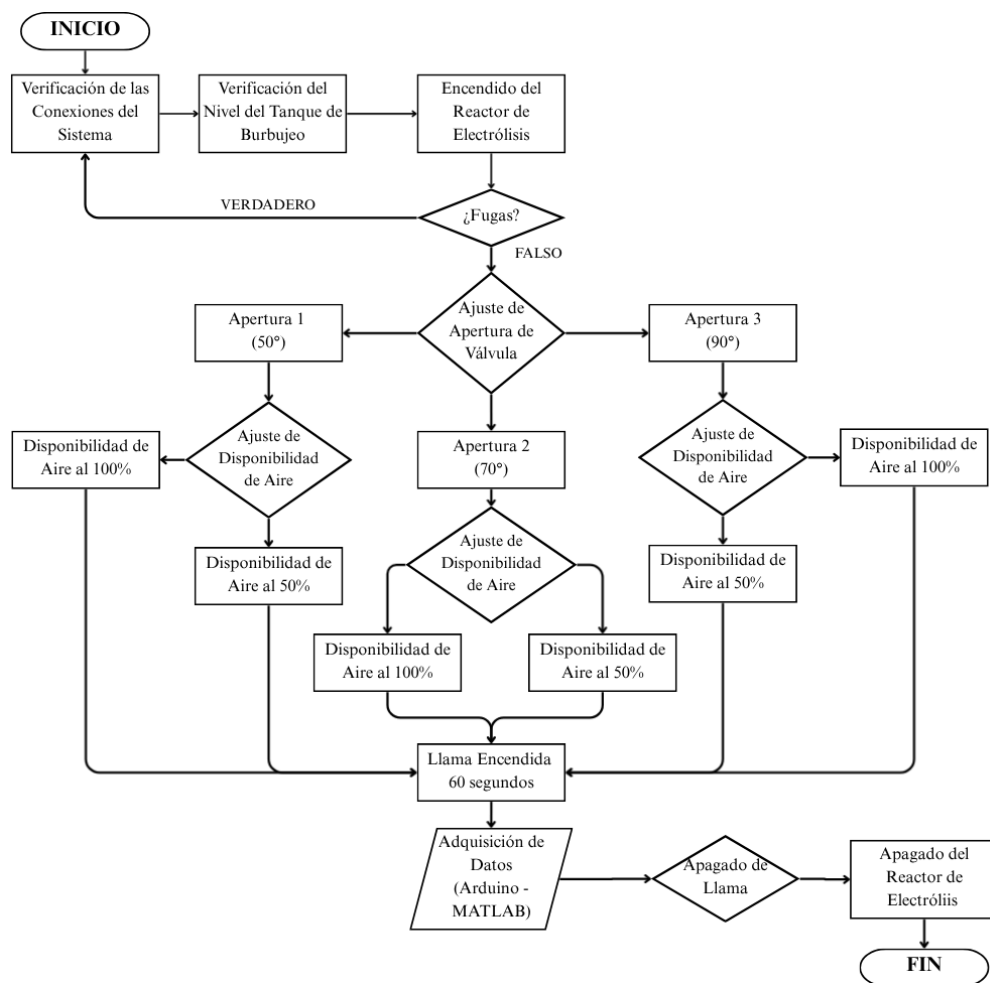 INICIO
Verificación de las
Conexiones del
Sistema
Verificación del
Nivel del Tanque de
Burbujeo
Encendido del
Reactor de
Electrólisis
VERDADERO
¿Fugas?
FALSO
Ajuste de
Apertura de
Válvula
Apertura 1
(50°)
Apertura 3
(90°)
Apertura 2
(70°)
Disponibilidad de
Aire al 100%
Ajuste de
Disponibilidad
de Aire
Ajuste de
Disponibilidad
de Aire
Disponibilidad de
Aire al 100%
Disponibilidad de
Aire al 50%
Ajuste de
Disponibilidad
de Aire
Disponibilidad de
Aire al 50%
Disponibilidad de
Aire al 100%
Disponibilidad de
Aire al 50%
Llama Encendida
60 segundos
Adquisición de
Datos
(Arduino -
MATLAB)
Apagado de
Llama
Apagado del
Reactor de
Electróliis
FIN